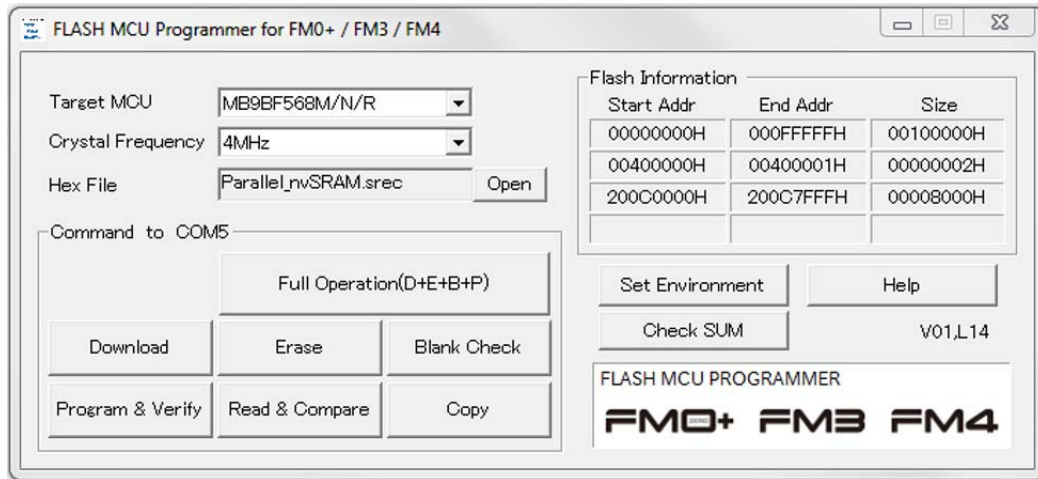 FLASH MCU Programmer for FM0+ / FM3 / FM4
Target MCU MB9BF568M/N/R
Crystal Frequency 4MHz
Hex File Parallel_nvSRAM.srec Open
Command to COM5
Full Operation(D+E+B+P)
Download Erase Blank Check
Program & Verify Read & Compare Copy
Flash Information
Start Addr End Addr Size
00000000H 000FFFFFH 00100000H
00400000H 00400001H 00000002H
200C0000H 200C7FFFH 00008000H
Set Environment Help
Check SUM V01,L14
FLASH MCU PROGRAMMER
FM0+ FM3 FM4